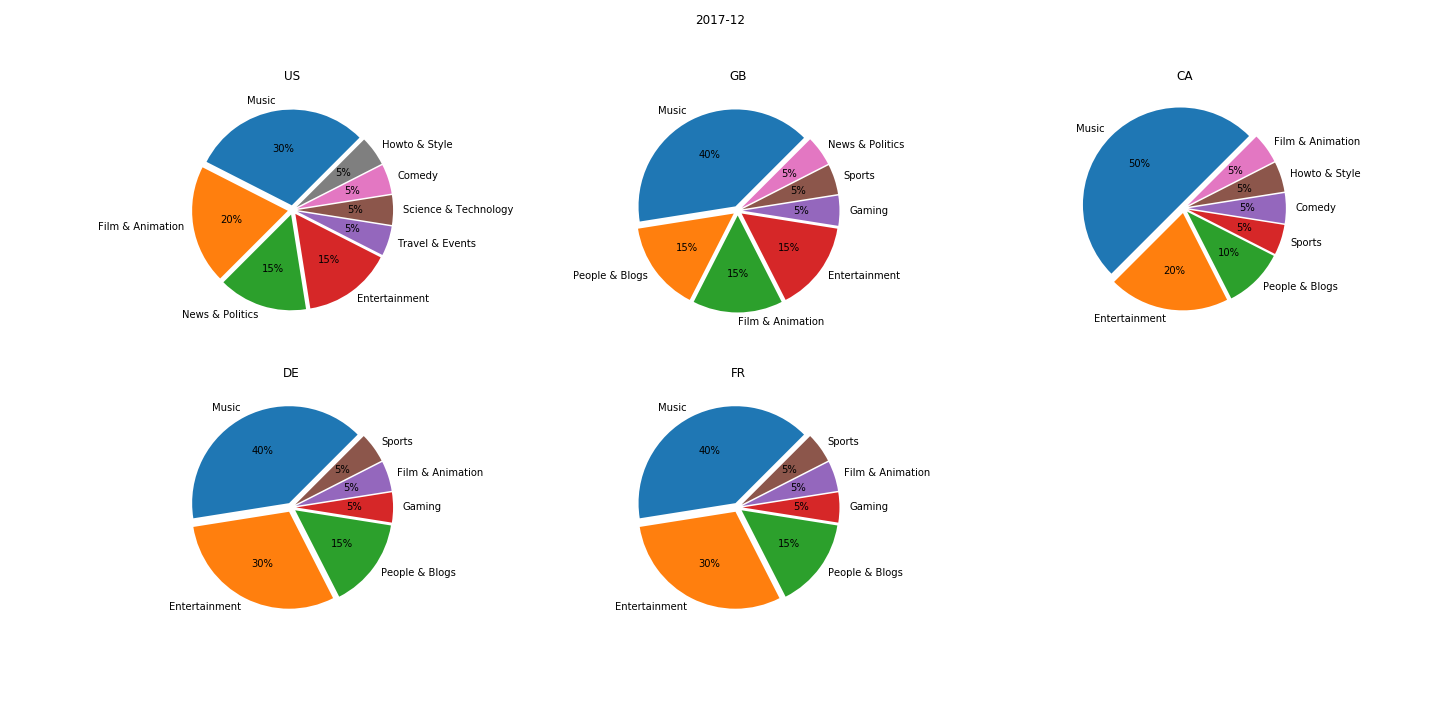 2017-12
US
Music
30%
Film & Animation
20%
News & Politics
15%
Entertainment
15%
Travel & Events
5%
Science & Technology
5%
Comedy
5%
Howto & Style
5%
GB
Music
40%
People & Blogs
15%
Film & Animation
15%
Entertainment
15%
Gaming
5%
Sports
5%
News & Politics
5%
CA
Music
50%
Entertainment
20%
People & Blogs
10%
Sports
5%
Comedy
5%
Howto & Style
5%
Film & Animation
5%
DE
Music
40%
Entertainment
30%
People & Blogs
15%
Gaming
5%
Film & Animation
5%
Sports
5%
FR
Music
40%
Entertainment
30%
People & Blogs
15%
Gaming
5%
Film & Animation
5%
Sports
5%